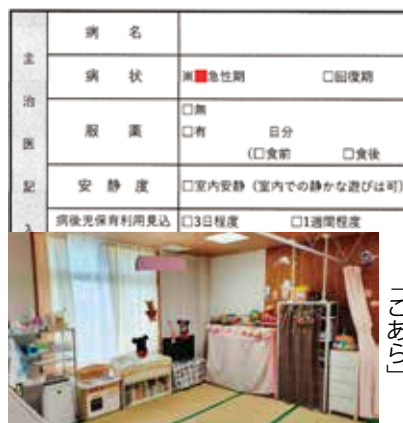 主治医記入
病名
病状 ※■急性期 □回復期
服薬 □無
□有 日分
(□食前 □食後
安静度 □室内安静（室内での静かな遊びは可）
病後児保育利用見込 □3日程度 □1週間程度
「こあら」